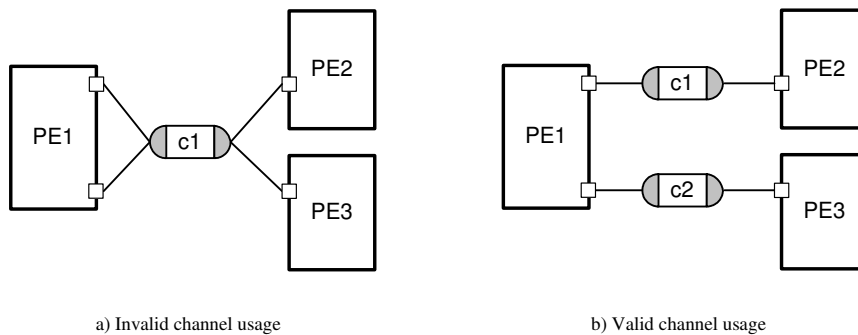 PE1
c1
PE2
PE3
a) Invalid channel usage
PE1
c1
c2
PE2
PE3
b) Valid channel usage